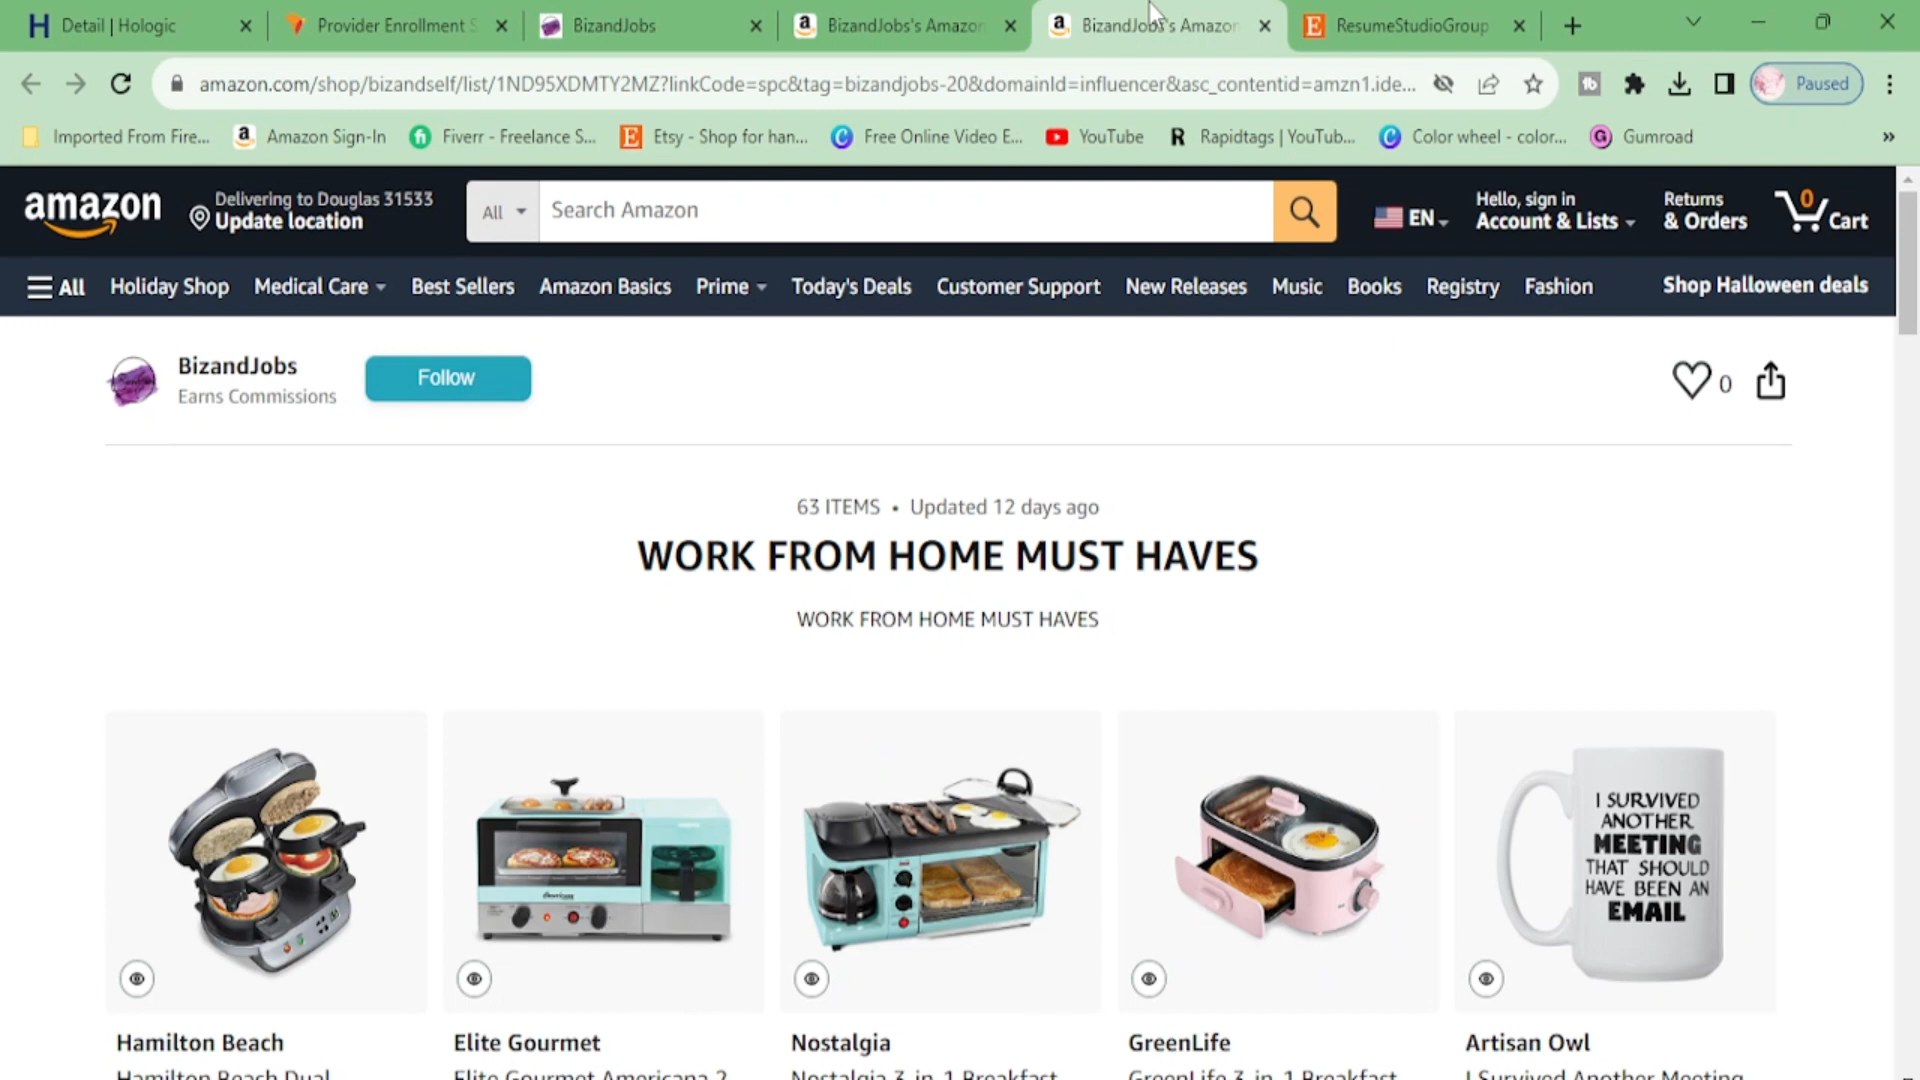 Detail | Hologic
Provider Enrollment S
BizandJobs
BizandJobs's Amazon
BizandJobs's Amazon
ResumeStudioGroup
amazon.com/shop/bizandself/list/1ND95XDMTY2MZ?linkCode=spc&tag=bizandjobs-20&domainId=influencer&asc_contentid=amzn1.ide...
Paused
Imported From Fire...
Amazon Sign-In
Fiverr - Freelance S...
Etsy - Shop for han...
Free Online Video E...
YouTube
Rapidtags | YouTub...
Color wheel - color...
Gumroad
»
amazon
Delivering to Douglas 31533
Update location
All
Search Amazon
EN
Hello, sign in
Account & Lists
Returns
& Orders
0
Cart
All
Holiday Shop
Medical Care
Best Sellers
Amazon Basics
Prime
Today's Deals
Customer Support
New Releases
Music
Books
Registry
Fashion
Shop Halloween deals
BizandJobs
Earns Commissions
Follow
0
63 ITEMS • Updated 12 days ago
WORK FROM HOME MUST HAVES
WORK FROM HOME MUST HAVES
I SURVIVED
ANOTHER
MEETING
THAT SHOULD
HAVE BEEN AN
EMAIL
Hamilton Beach
Hamilton Beach Dual
Elite Gourmet
Elite Gourmet Americana 2
Nostalgia
Nostalgia 3-in-1 Breakfast
GreenLife
GreenLife 3-in-1 Breakfast
Artisan Owl
I Survived Another Meeting